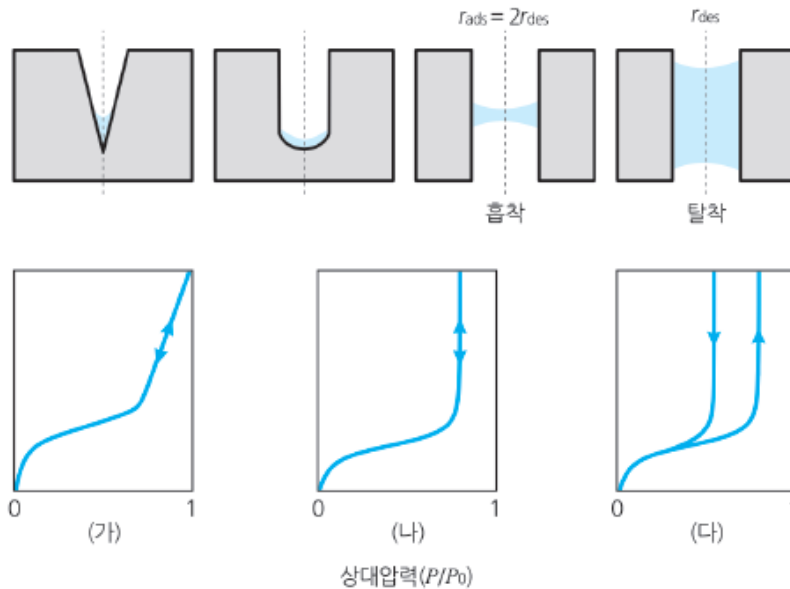 r_ads = 2r_des
r_des
흡착
탈착
0
1
(가)
0
1
(나)
0
1
(다)
상대압력(P/P₀)